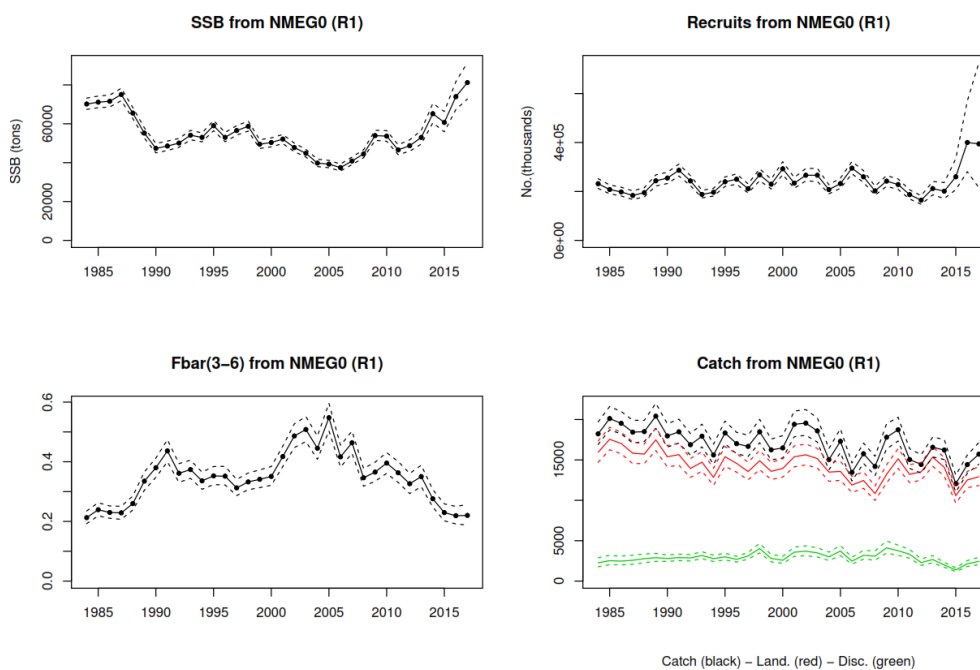 SSB from NMEG0 (R1)
SSB (tons)
60000
20000
0
1985 1990 1995 2000 2005 2010 2015
Recruits from NMEG0 (R1)
No.(thousands)
4e+05
0e+00
1985 1990 1995 2000 2005 2010 2015
Fbar(3−6) from NMEG0 (R1)
0.6
0.4
0.2
0.0
1985 1990 1995 2000 2005 2010 2015
Catch from NMEG0 (R1)
15000
5000
0
1985 1990 1995 2000 2005 2010 2015
Catch (black) − Land. (red) − Disc. (green)